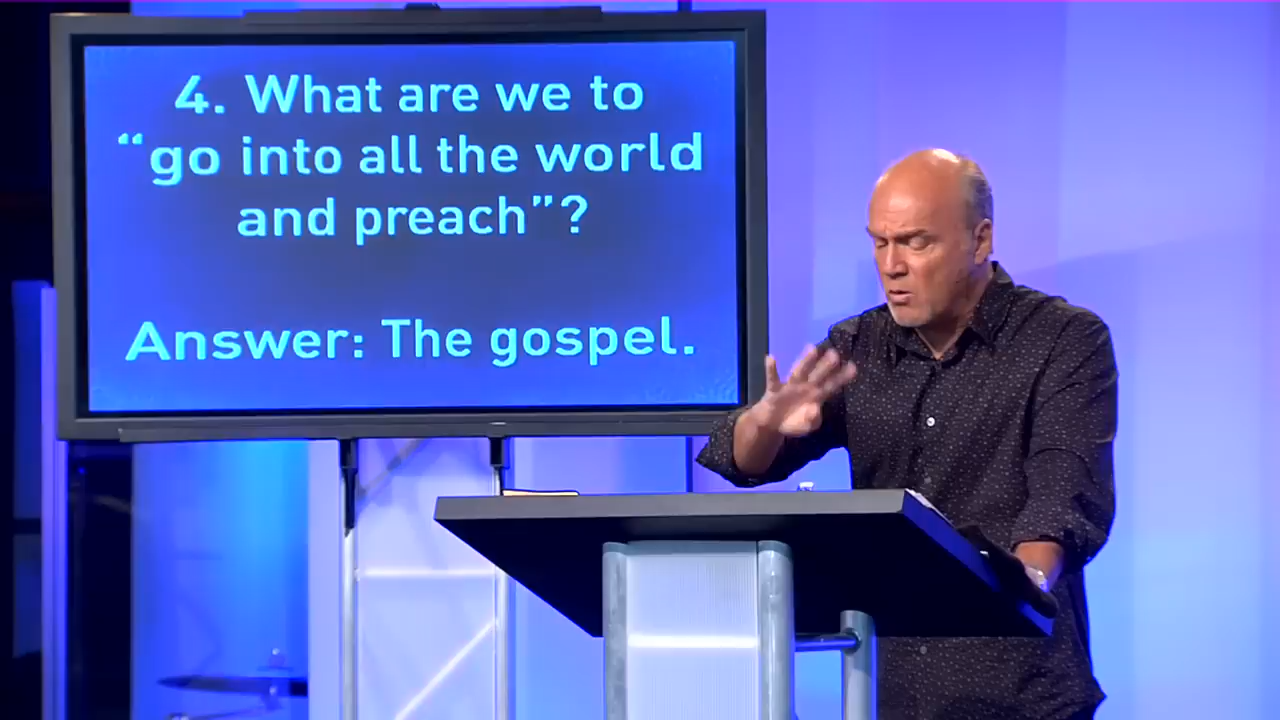 4. What are we to
“go into all the world
and preach”?
Answer: The gospel.